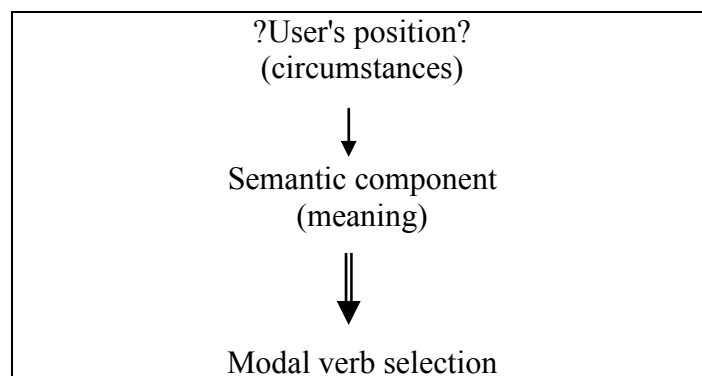 ?User's position?
(circumstances)
Semantic component
(meaning)
Modal verb selection